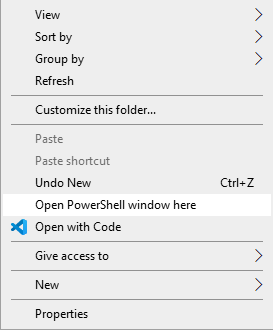 View
Sort by
Group by
Refresh
Customize this folder...
Paste
Paste shortcut
Undo New Ctrl+Z
Open PowerShell window here
Open with Code
Give access to
New
Properties